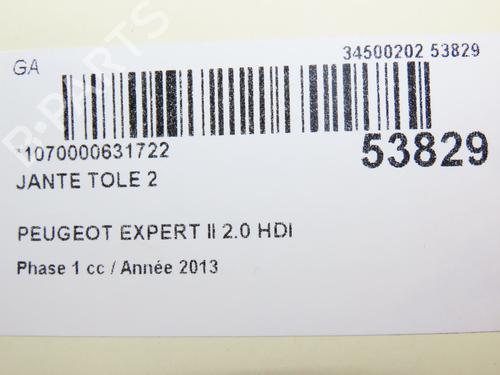 GA
34500202 53829
*1070000631722
53829
JANTE TOLE 2
PEUGEOT EXPERT II 2.0 HDI
Phase 1 cc / Année 2013
B-PARTS